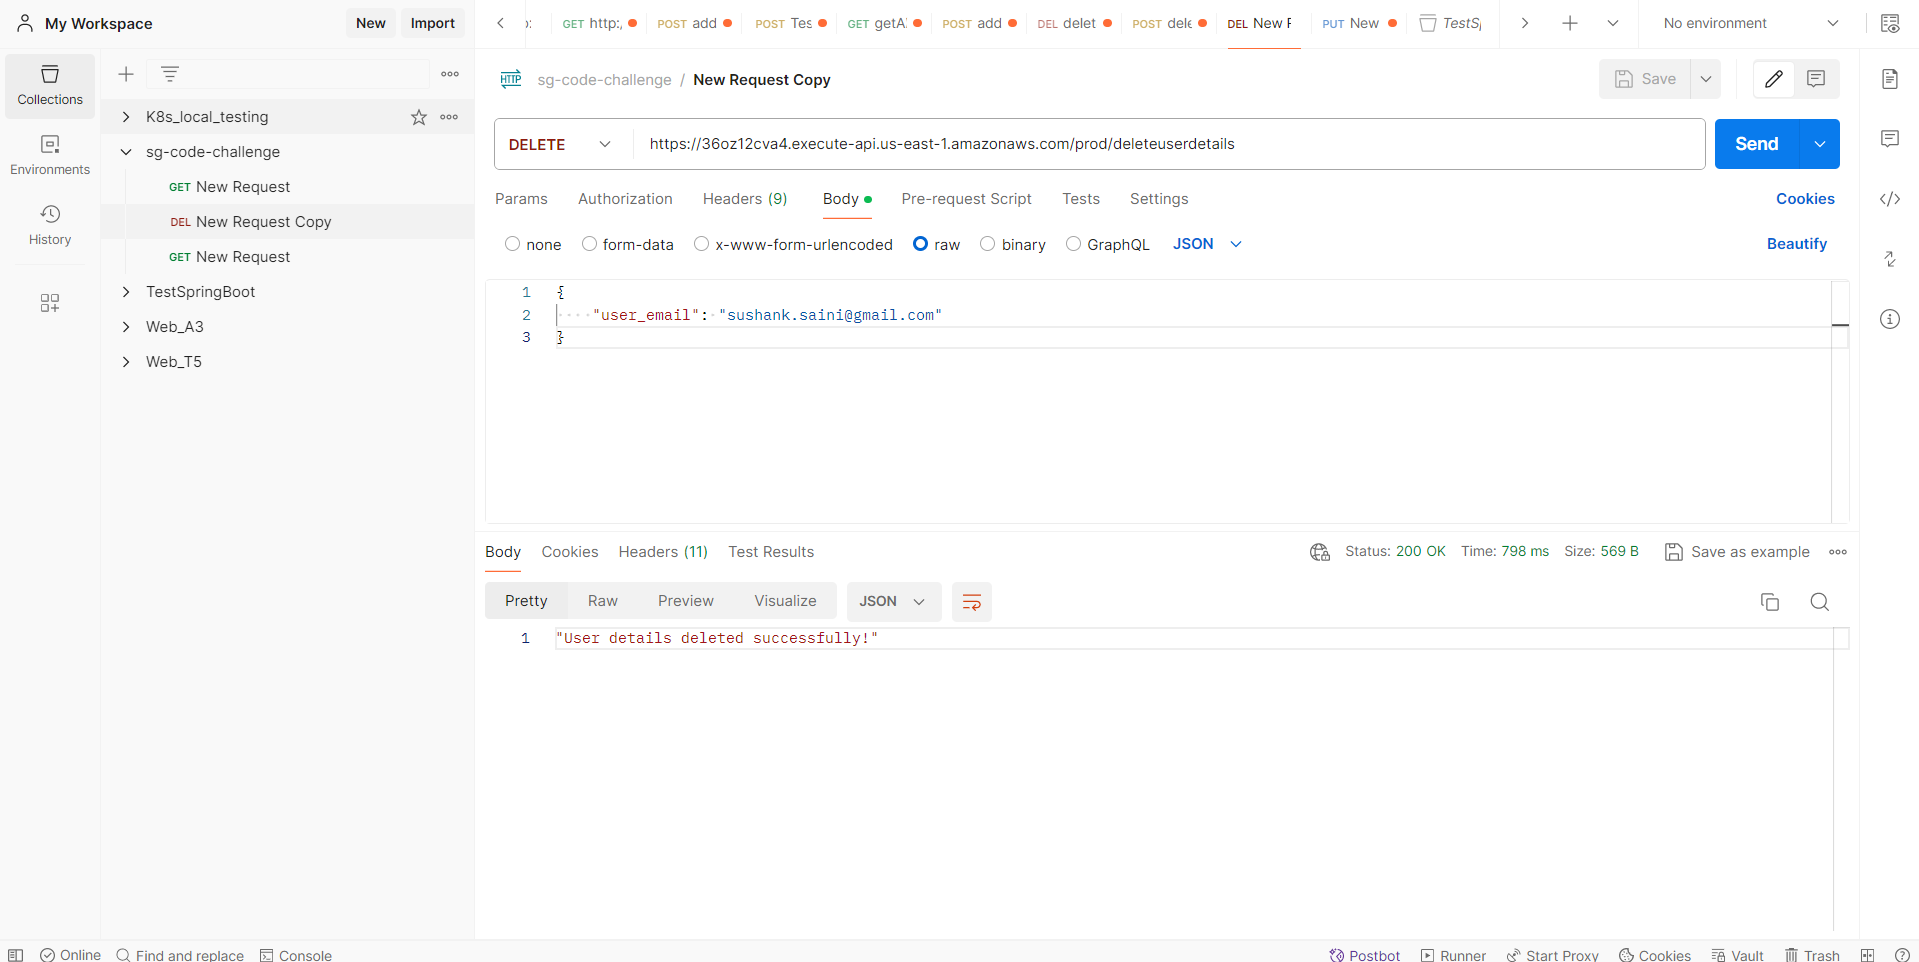 My Workspace
New
Import
GET http:/
POST add
POST Tes
GET getA
POST add
DEL delet
POST dele
DEL New F
PUT New
TestSp
No environment
Collections
Environments
History
K8s_local_testing
sg-code-challenge
GET New Request
DEL New Request Copy
GET New Request
TestSpringBoot
Web_A3
Web_T5
HTTP sg-code-challenge / New Request Copy
Save
DELETE
https://36oz12cva4.execute-api.us-east-1.amazonaws.com/prod/deleteuserdetails
Send
Params Authorization Headers (9) Body Pre-request Script Tests Settings
Cookies
none form-data x-www-form-urlencoded raw binary GraphQL JSON
Beautify
1 {
2 "user_email": "sushank.saini@gmail.com"
3 }
Body Cookies Headers (11) Test Results
Status: 200 OK Time: 798 ms Size: 569 B Save as example
Pretty Raw Preview Visualize JSON
1 "User details deleted successfully!"
Online Find and replace Console
Postbot Runner Start Proxy Cookies Vault Trash